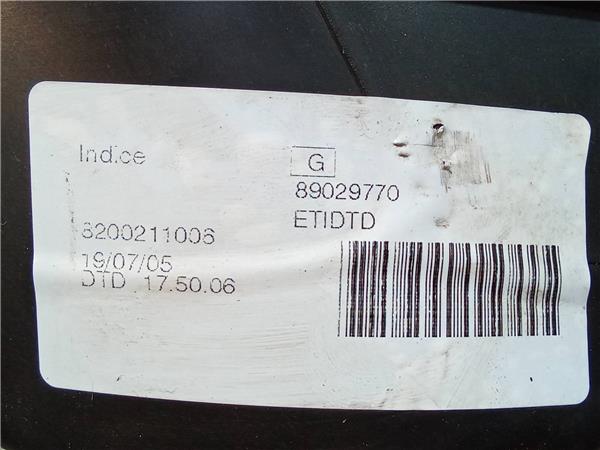 Indice
G
89029770
ETIDTD
8200211006
19/07/05
DTD 17.50.06